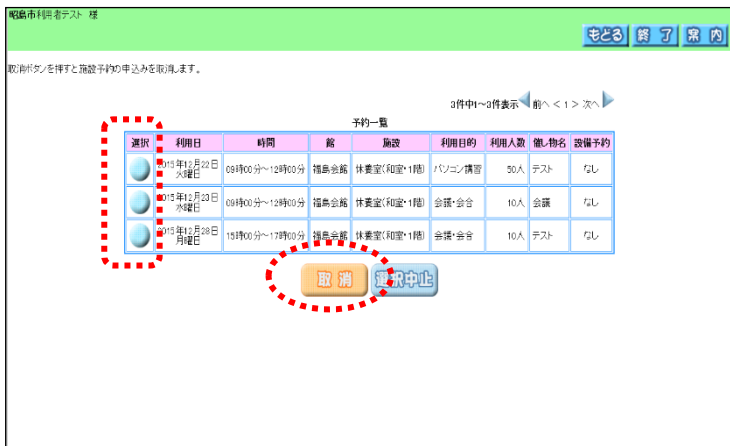 昭島市利用者テスト 様
もどる 終了 案内
取消ボタンを押すと施設予約の申込みを取消します。
3件中1~3件表示 前へ < 1 > 次へ
予約一覧
選択 利用日 時間 館 施設 利用目的 利用人数 催し物名 設備予約
2015年12月22日 火曜日 09時00分~12時00分 福島会館 休養室(和室・1階) パソコン講習 50人 テスト なし
2015年12月23日 水曜日 09時00分~12時00分 福島会館 休養室(和室・1階) 会議・会合 10人 会議 なし
2015年12月28日 月曜日 15時00分~17時00分 福島会館 休養室(和室・1階) 会議・会合 10人 テスト なし
取消 選択中止